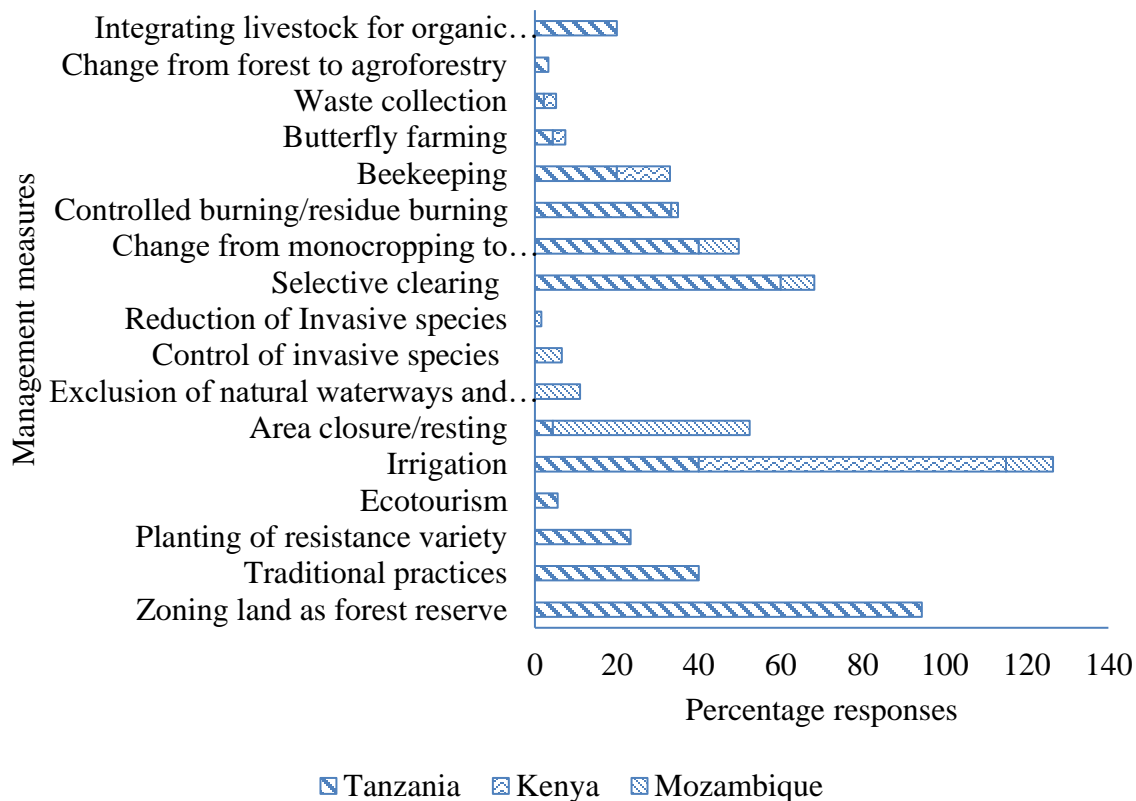 Integrating livestock for organic…
Change from forest to agroforestry
Waste collection
Butterfly farming
Beekeeping
Controlled burning/residue burning
Change from monocropping to…
Selective clearing
Reduction of Invasive species
Control of invasive species
Exclusion of natural waterways and…
Area closure/resting
Irrigation
Ecotourism
Planting of resistance variety
Traditional practices
Zoning land as forest reserve
Management measures
0 20 40 60 80 100 120 140
Percentage responses
Tanzania Kenya Mozambique